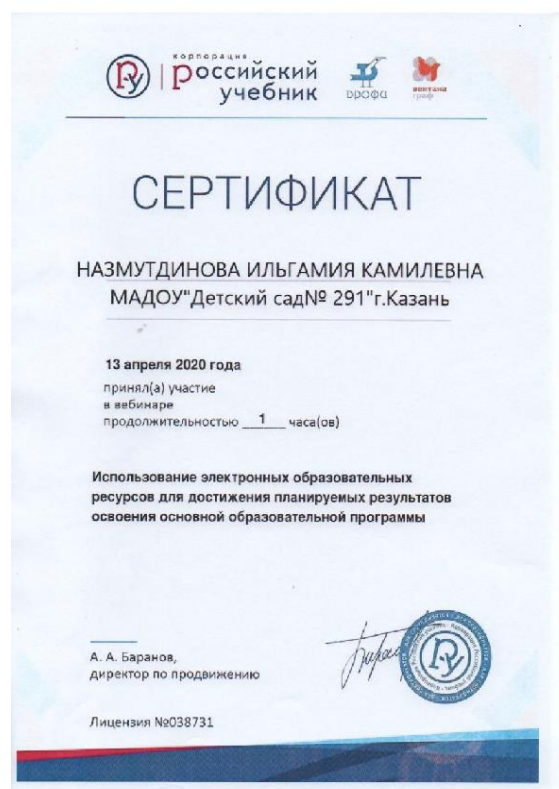 корпорация
российский
учебник
дрофа
вентана
граф
СЕРТИФИКАТ
НАЗМУТДИНОВА ИЛЬГАМИЯ КАМИЛЕВНА
МАДОУ"Детский сад№ 291"г.Казань
13 апреля 2020 года
принял(а) участие
в вебинаре
продолжительностью 1 часа(ов)
Использование электронных образовательных
ресурсов для достижения планируемых результатов
освоения основной образовательной программы
А. А. Баранов,
директор по продвижению
Лицензия №038731